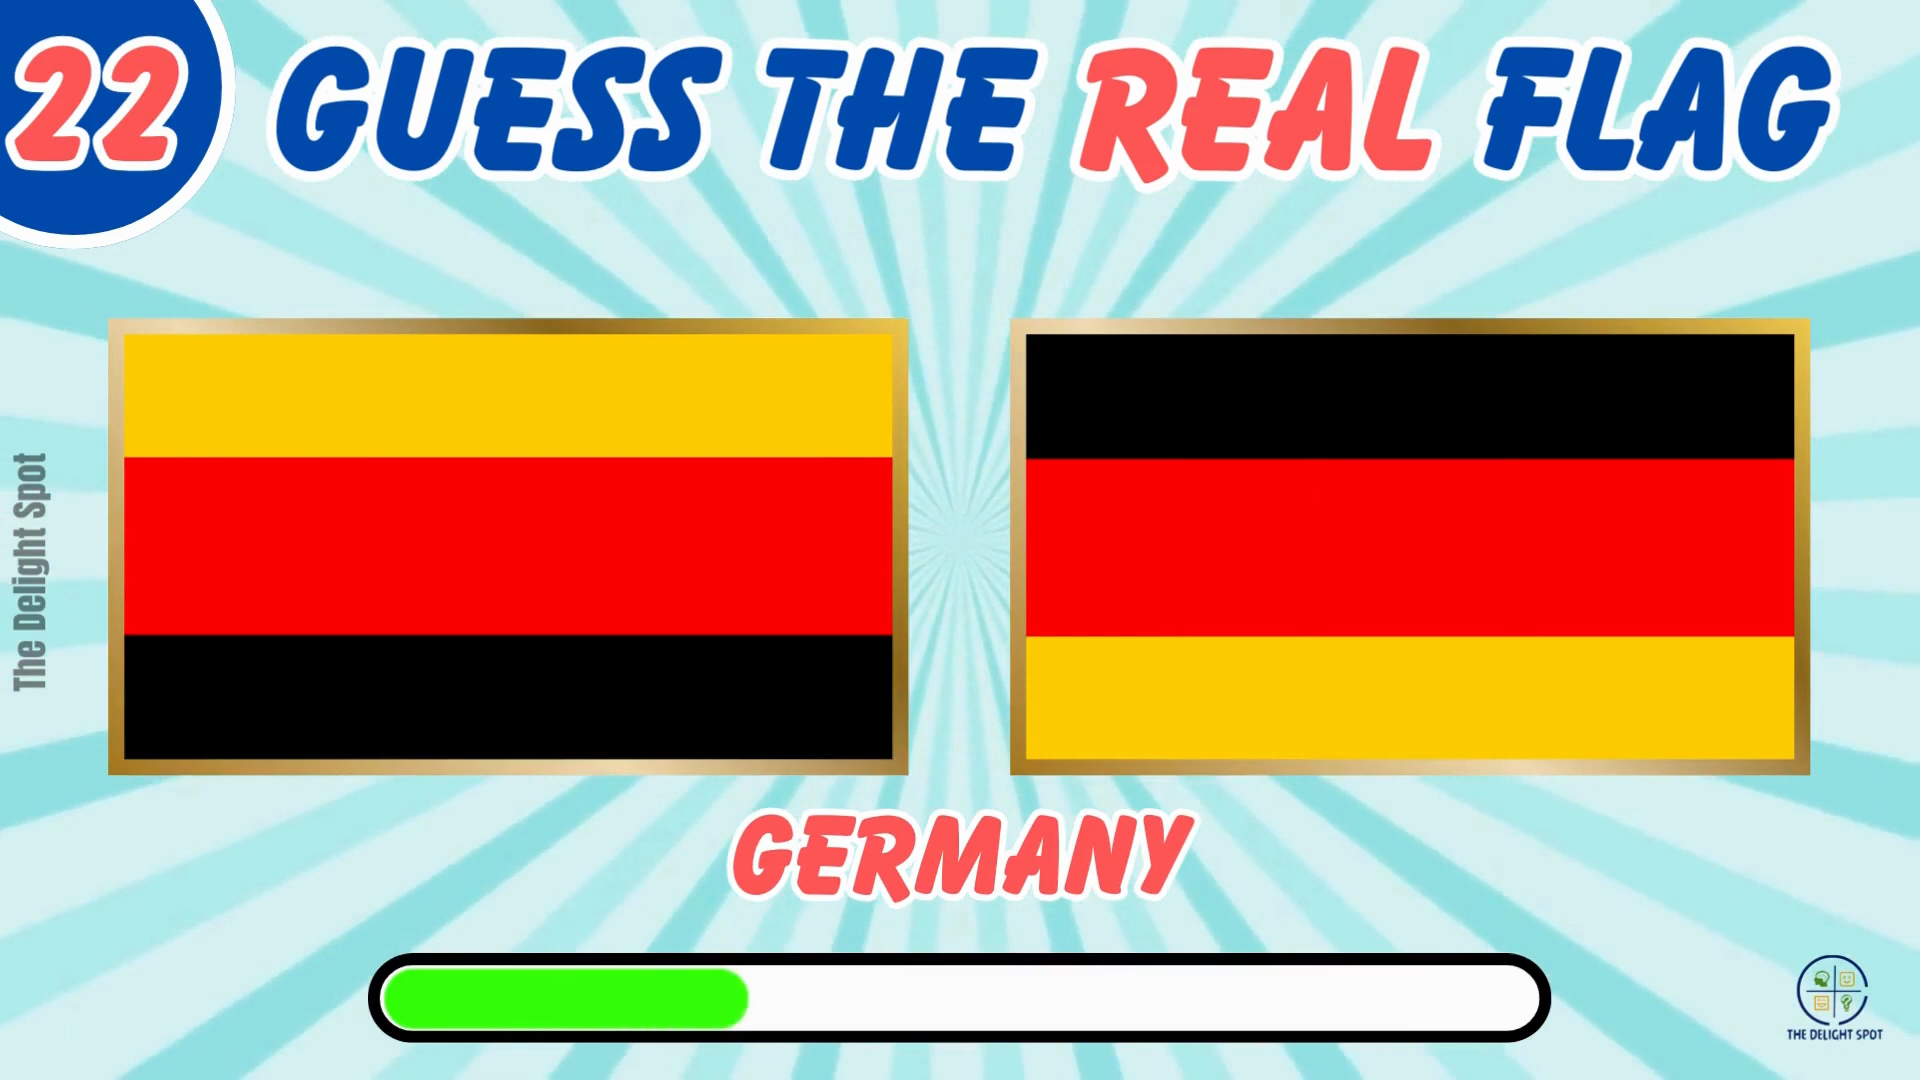 22
GUESS THE REAL FLAG
The Delight Spot
GERMANY
THE DELIGHT SPOT